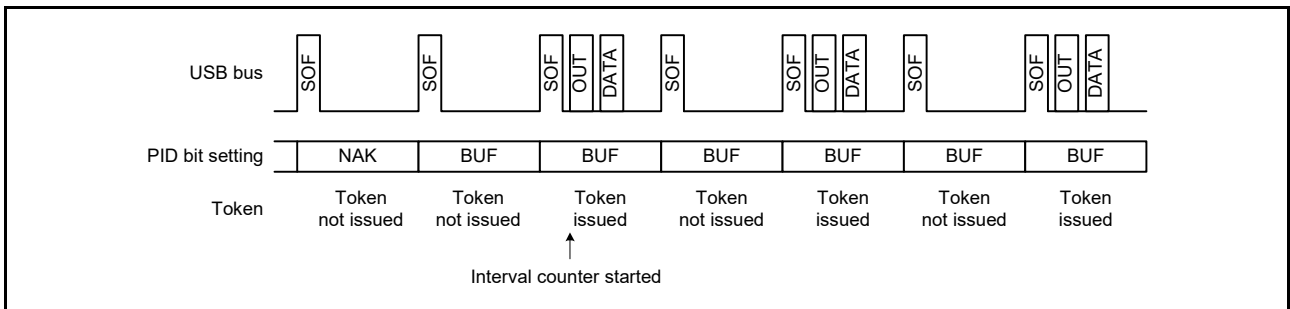 USB bus
SOF SOF SOF OUT DATA SOF SOF OUT DATA SOF SOF OUT DATA
PID bit setting NAK BUF BUF BUF BUF BUF BUF
Token Token Token Token Token Token Token Token
not issued not issued issued not issued issued not issued issued
Interval counter started